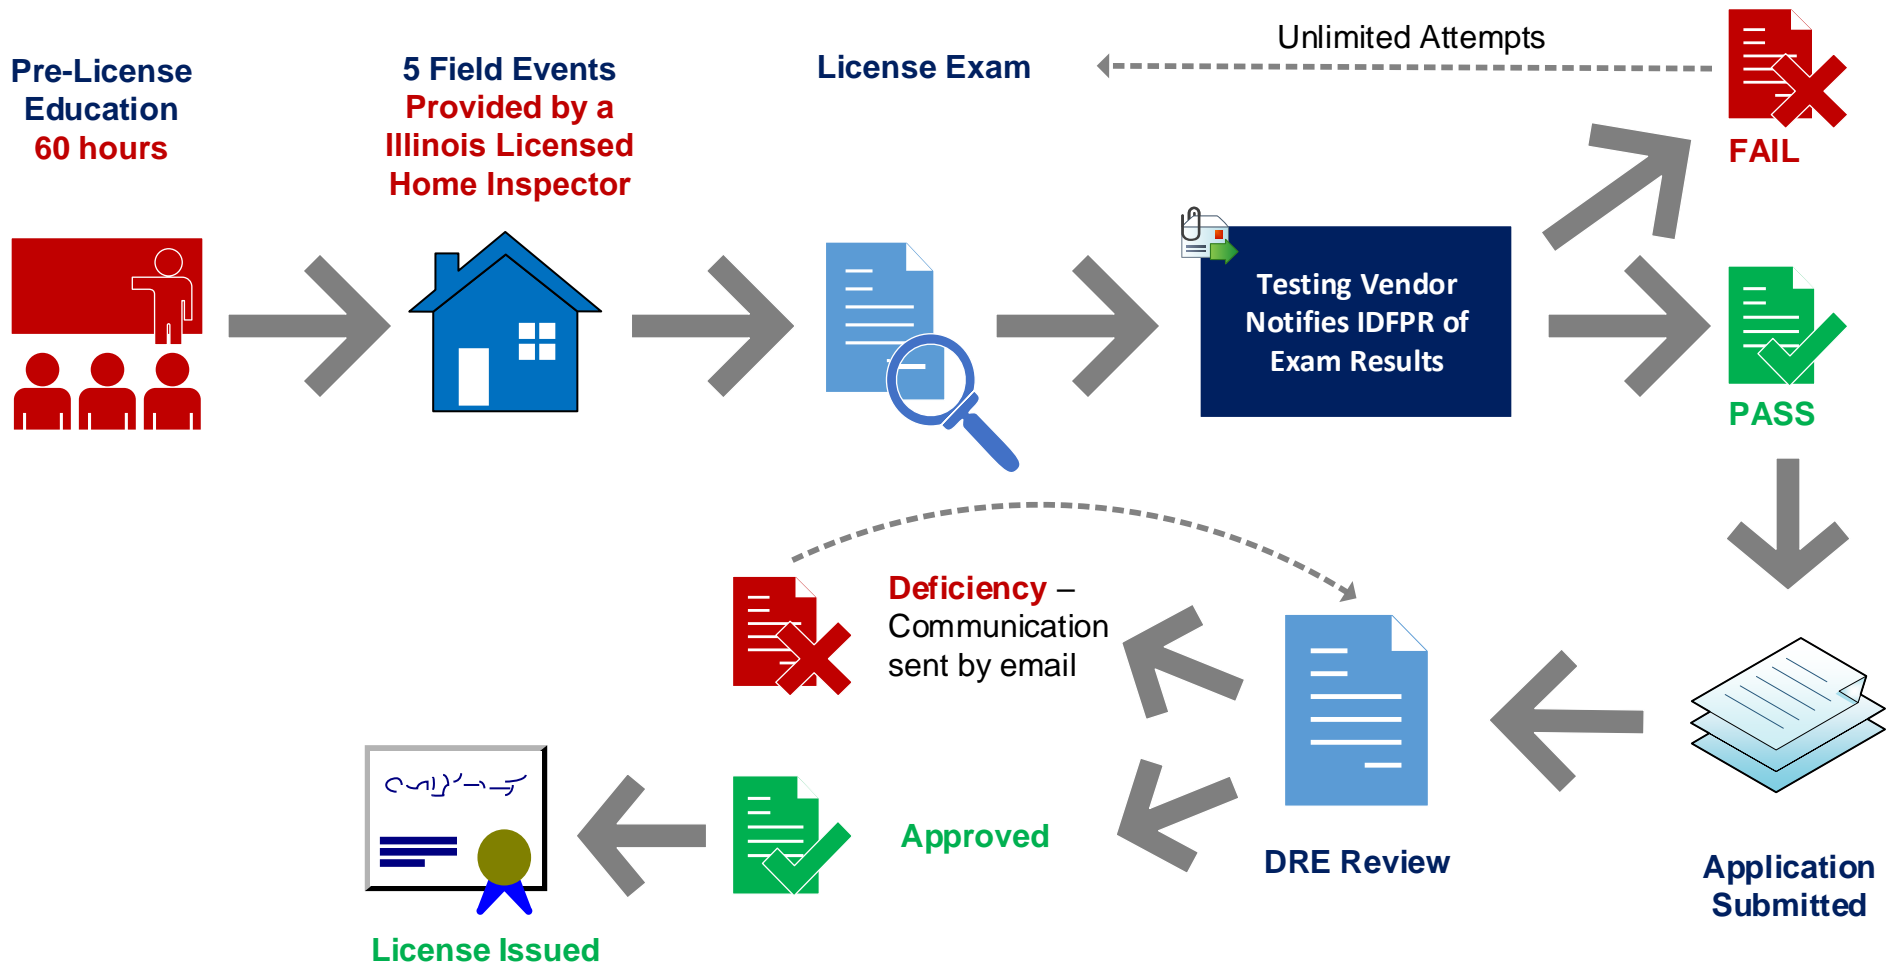 Pre-License
Education
60 hours
5 Field Events
Provided by a
Illinois Licensed
Home Inspector
License Exam
Unlimited Attempts
FAIL
Testing Vendor
Notifies IDFPR of
Exam Results
PASS
Deficiency –
Communication
sent by email
Approved
DRE Review
Application
Submitted
License Issued